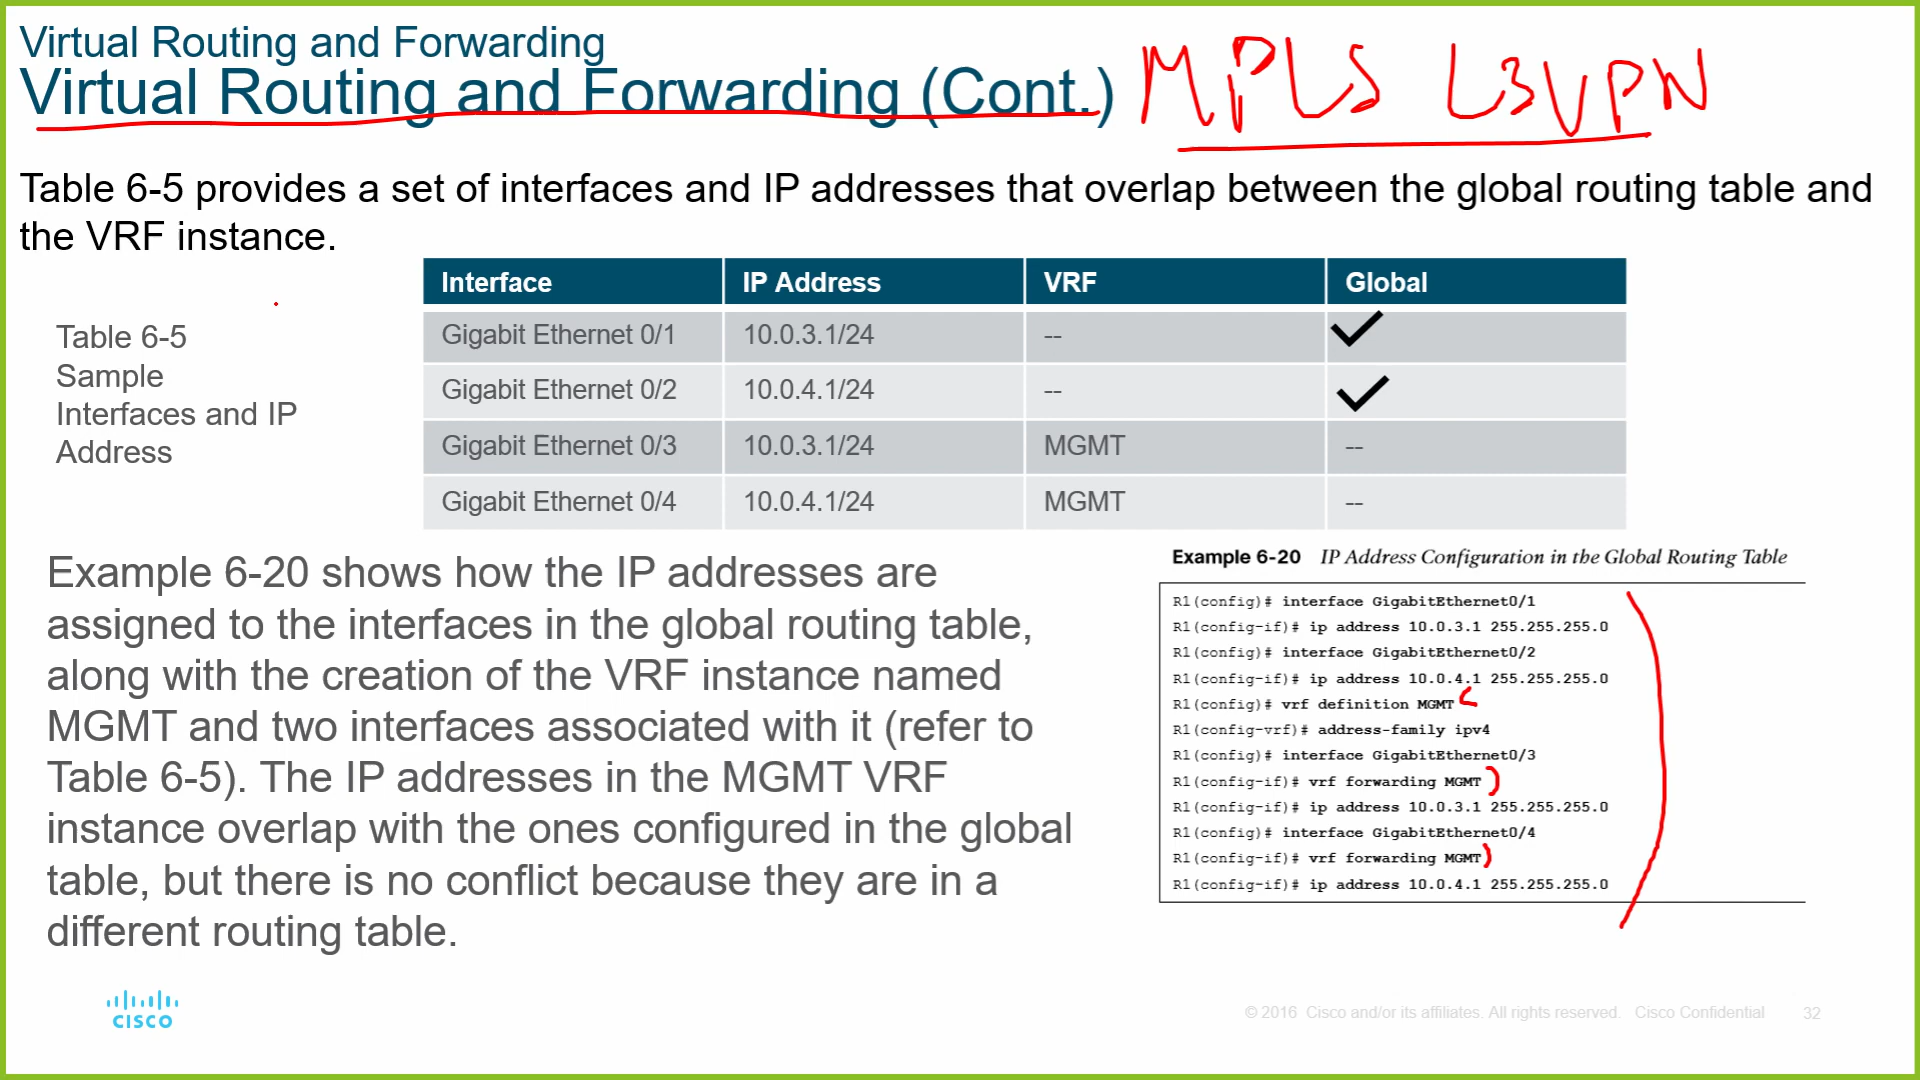 Virtual Routing and Forwarding
Virtual Routing and Forwarding (Cont.) MPLS L3VPN
Table 6-5 provides a set of interfaces and IP addresses that overlap between the global routing table and
the VRF instance.
Table 6-5
Sample
Interfaces and IP
Address
Interface IP Address VRF Global
Gigabit Ethernet 0/1 10.0.3.1/24 -- ✓
Gigabit Ethernet 0/2 10.0.4.1/24 -- ✓
Gigabit Ethernet 0/3 10.0.3.1/24 MGMT --
Gigabit Ethernet 0/4 10.0.4.1/24 MGMT --
Example 6-20 shows how the IP addresses are
assigned to the interfaces in the global routing table,
along with the creation of the VRF instance named
MGMT and two interfaces associated with it (refer to
Table 6-5). The IP addresses in the MGMT VRF
instance overlap with the ones configured in the global
table, but there is no conflict because they are in a
different routing table.
Example 6-20 IP Address Configuration in the Global Routing Table
R1(config)# interface GigabitEthernet0/1
R1(config-if)# ip address 10.0.3.1 255.255.255.0
R1(config)# interface GigabitEthernet0/2
R1(config-if)# ip address 10.0.4.1 255.255.255.0
R1(config)# vrf definition MGMT
R1(config-vrf)# address-family ipv4
R1(config)# interface GigabitEthernet0/3
R1(config-if)# vrf forwarding MGMT
R1(config-if)# ip address 10.0.3.1 255.255.255.0
R1(config)# interface GigabitEthernet0/4
R1(config-if)# vrf forwarding MGMT
R1(config-if)# ip address 10.0.4.1 255.255.255.0
CISCO
© 2016 Cisco and/or its affiliates. All rights reserved. Cisco Confidential 32